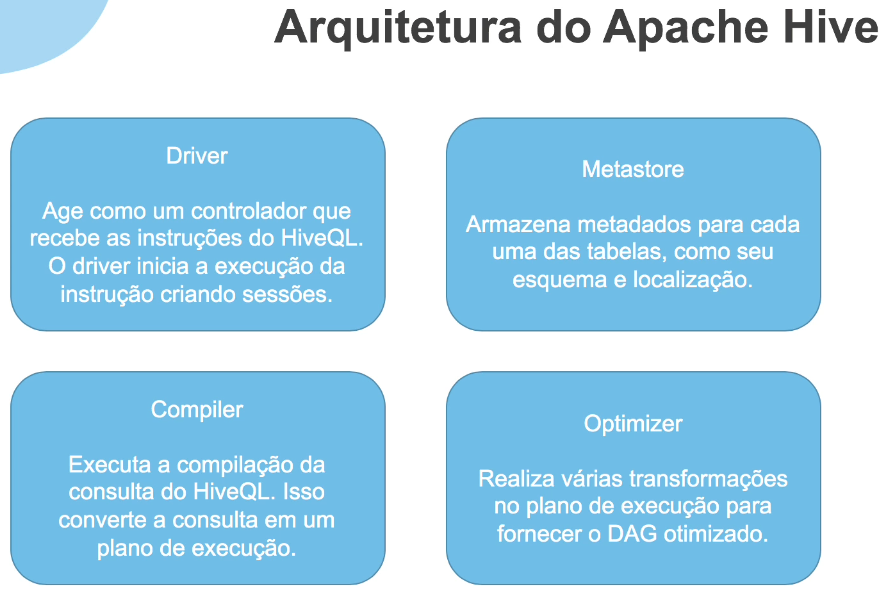 Arquitetura do Apache Hive
Driver
Age como um controlador que
recebe as instruções do HiveQL.
O driver inicia a execução da
instrução criando sessões.
Metastore
Armazena metadados para cada
uma das tabelas, como seu
esquema e localização.
Compiler
Executa a compilação da
consulta do HiveQL. Isso
converte a consulta em um
plano de execução.
Optimizer
Realiza várias transformações
no plano de execução para
fornecer o DAG otimizado.